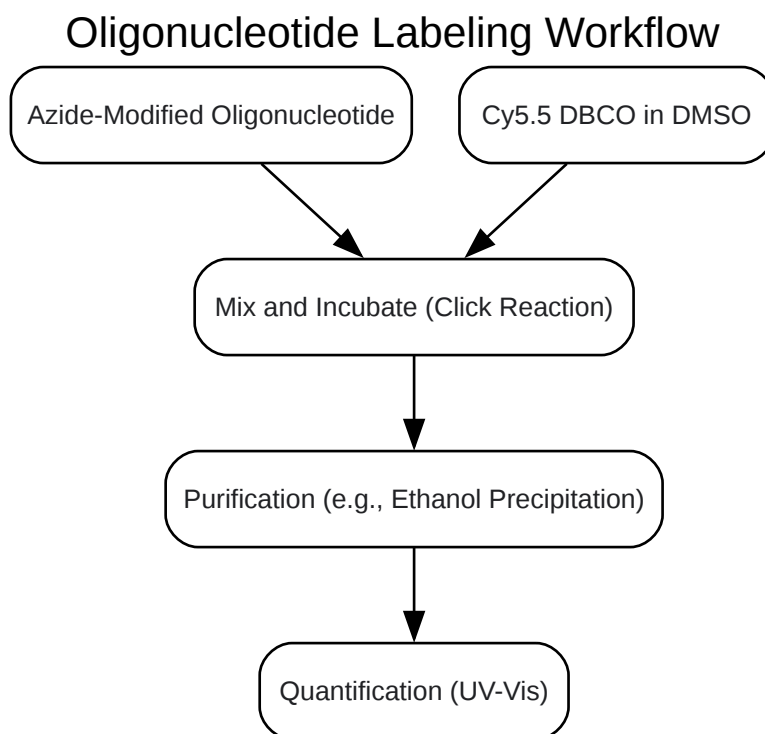 Oligonucleotide Labeling Workflow
Azide-Modified Oligonucleotide
Cy5.5 DBCO in DMSO
Mix and Incubate (Click Reaction)
Purification (e.g., Ethanol Precipitation)
Quantification (UV-Vis)